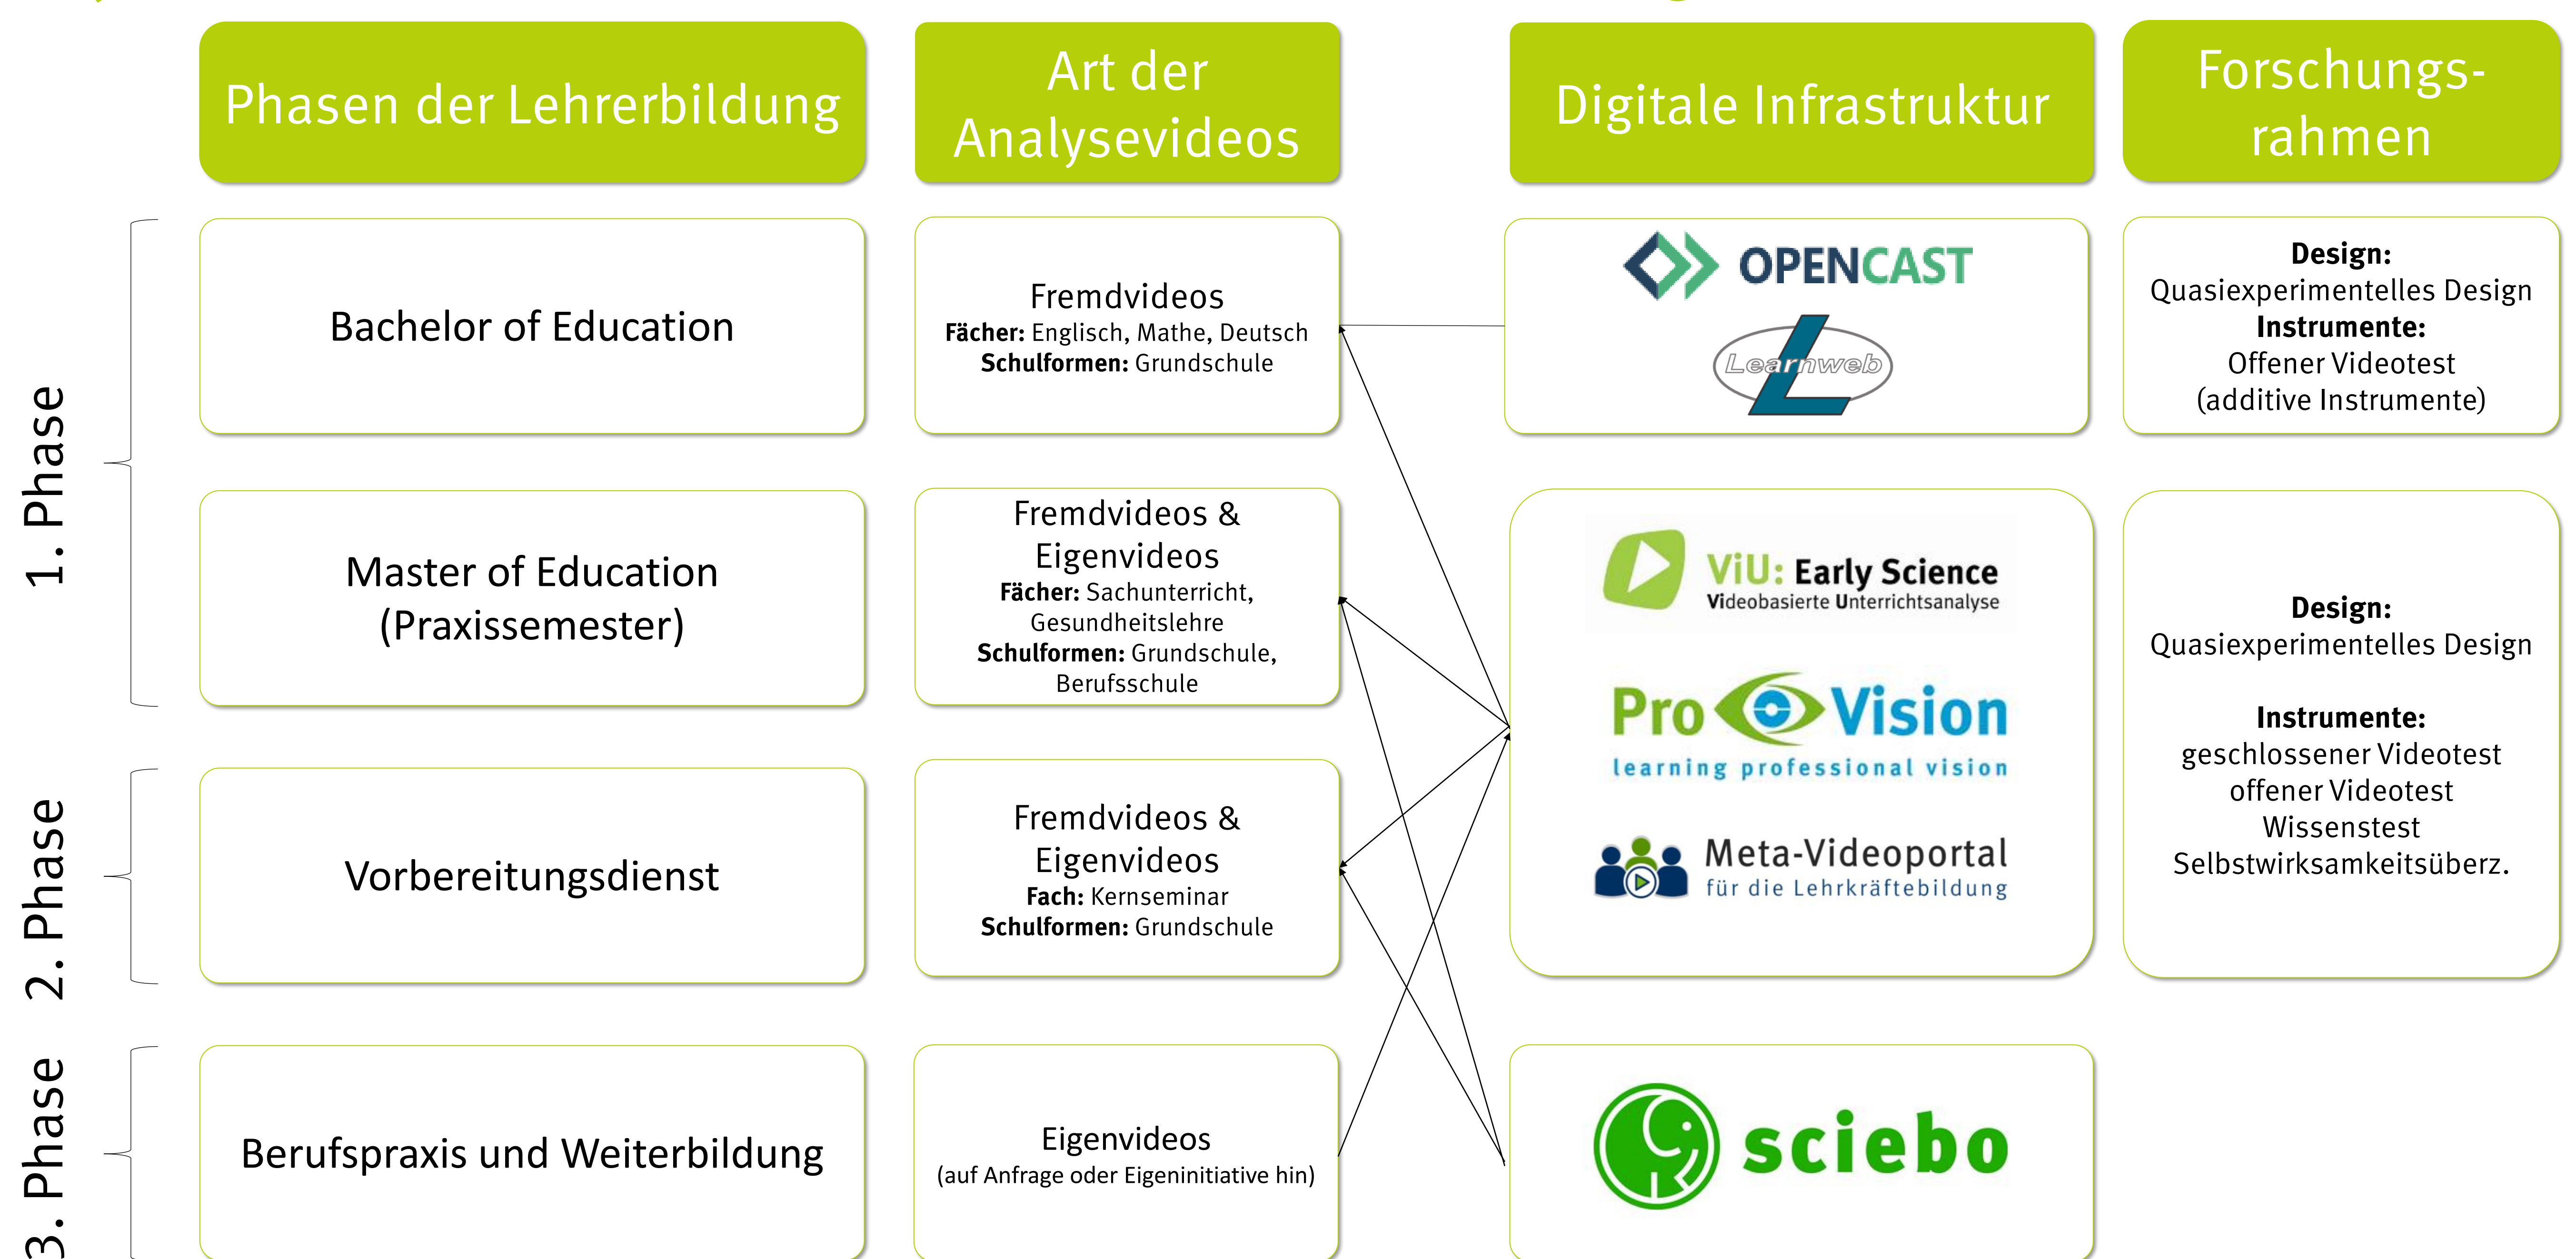 Phasen der Lehrerbildung
Art der
Analysevideos
Digitale Infrastruktur
Forschungs-
rahmen
1. Phase
Bachelor of Education
Fremdvideos
Fächer: Englisch, Mathe, Deutsch
Schulformen: Grundschule
OPENCAST
Learnweb
Design:
Quasiexperimentelles Design
Instrumente:
Offener Videotest
(additive Instrumente)
Master of Education
(Praxissemester)
Fremdvideos &
Eigenvideos
Fächer: Sachunterricht,
Gesundheitslehre
Schulformen: Grundschule,
Berufsschule
ViU: Early Science
Videobasierte Unterrichtsanalyse
Pro Vision
learning professional vision
Meta-Videoportal
für die Lehrkräftebildung
Design:
Quasiexperimentelles Design
Instrumente:
geschlossener Videotest
offener Videotest
Wissenstest
Selbstwirksamkeitsüberz.
2. Phase
Vorbereitungsdienst
Fremdvideos &
Eigenvideos
Fach: Kernseminar
Schulformen: Grundschule
3. Phase
Berufspraxis und Weiterbildung
Eigenvideos
(auf Anfrage oder Eigeninitiative hin)
sciebo